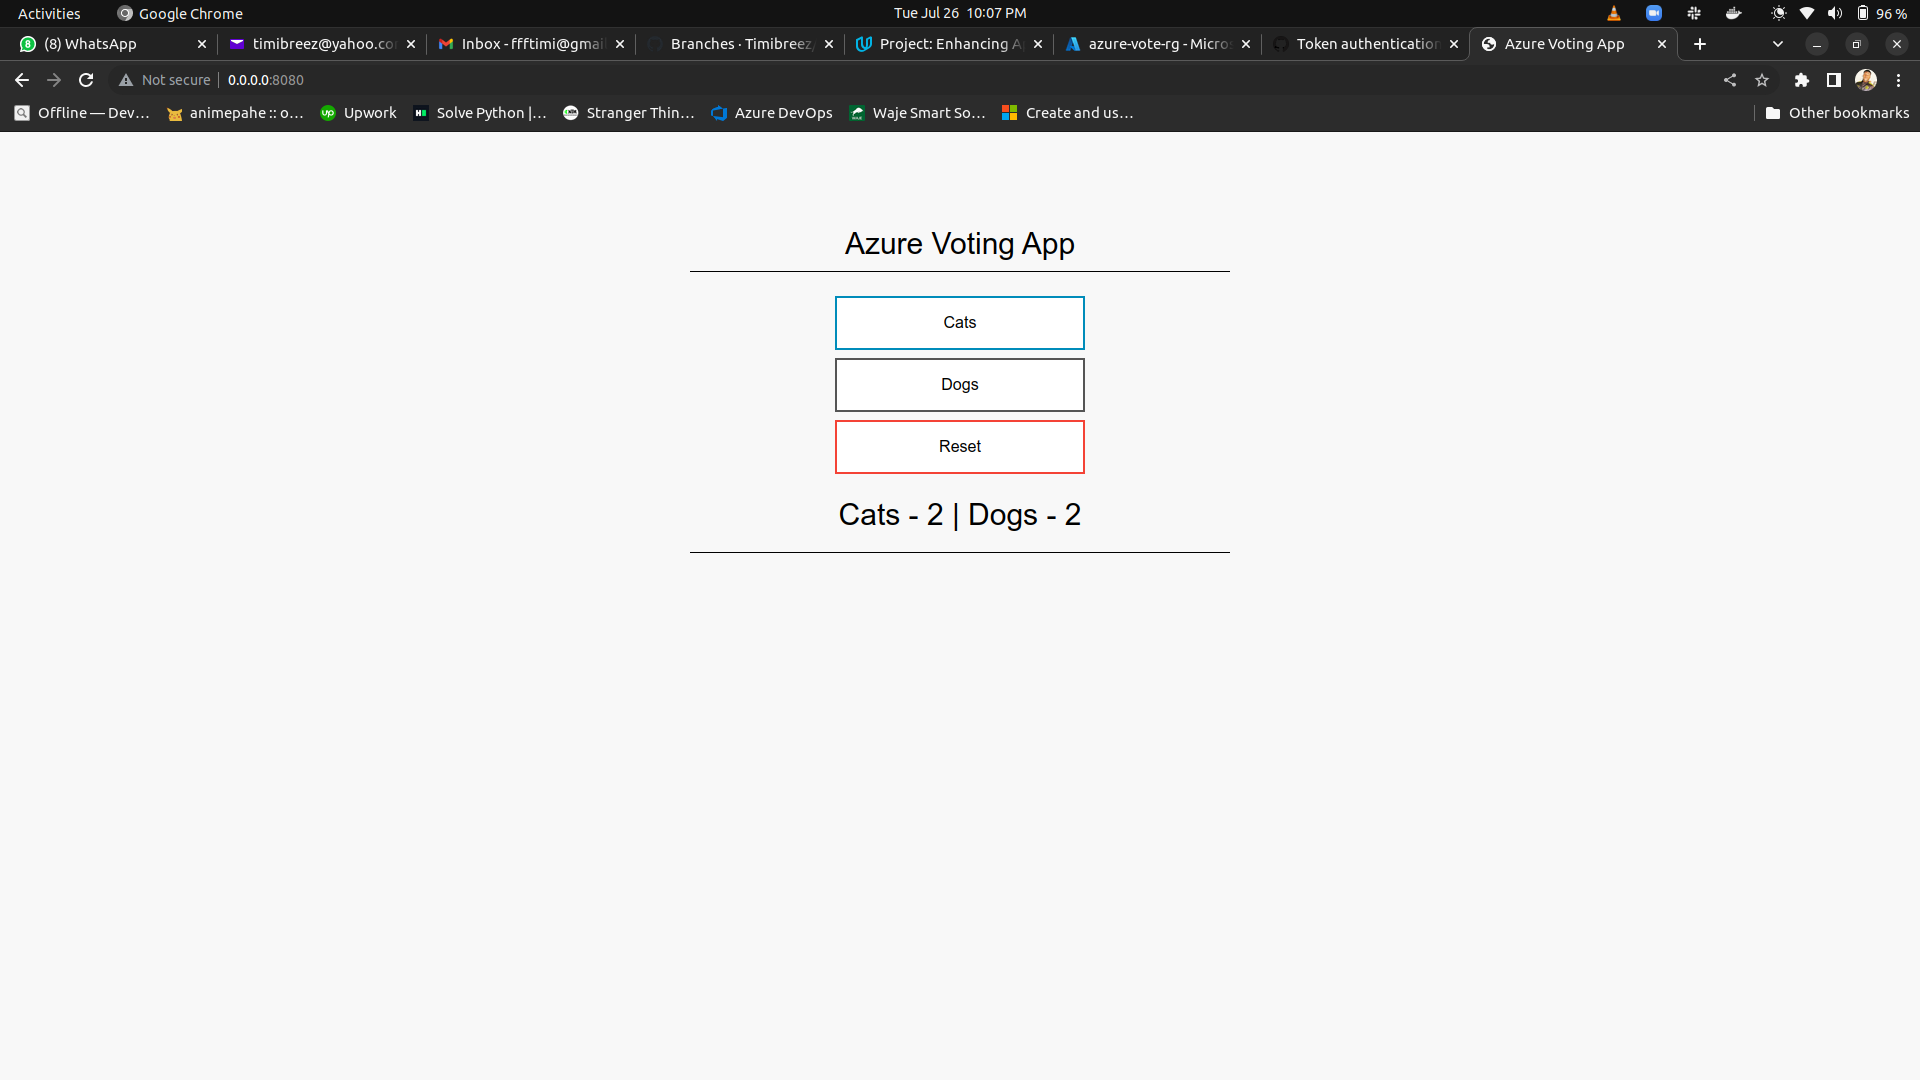 Activities Google Chrome Tue Jul 26 10:07 PM 96 %
(8) WhatsApp timibreez@yahoo.co Inbox - ffftimi@gmai Branches · Timibreez/ Project: Enhancing A azure-vote-rg - Micro Token authentication Azure Voting App
Not secure 0.0.0.0:8080
Offline — Dev... animepahe :: o... Upwork Solve Python |... Stranger Thin... Azure DevOps Waje Smart So... Create and us... Other bookmarks
Azure Voting App
Cats
Dogs
Reset
Cats - 2 | Dogs - 2